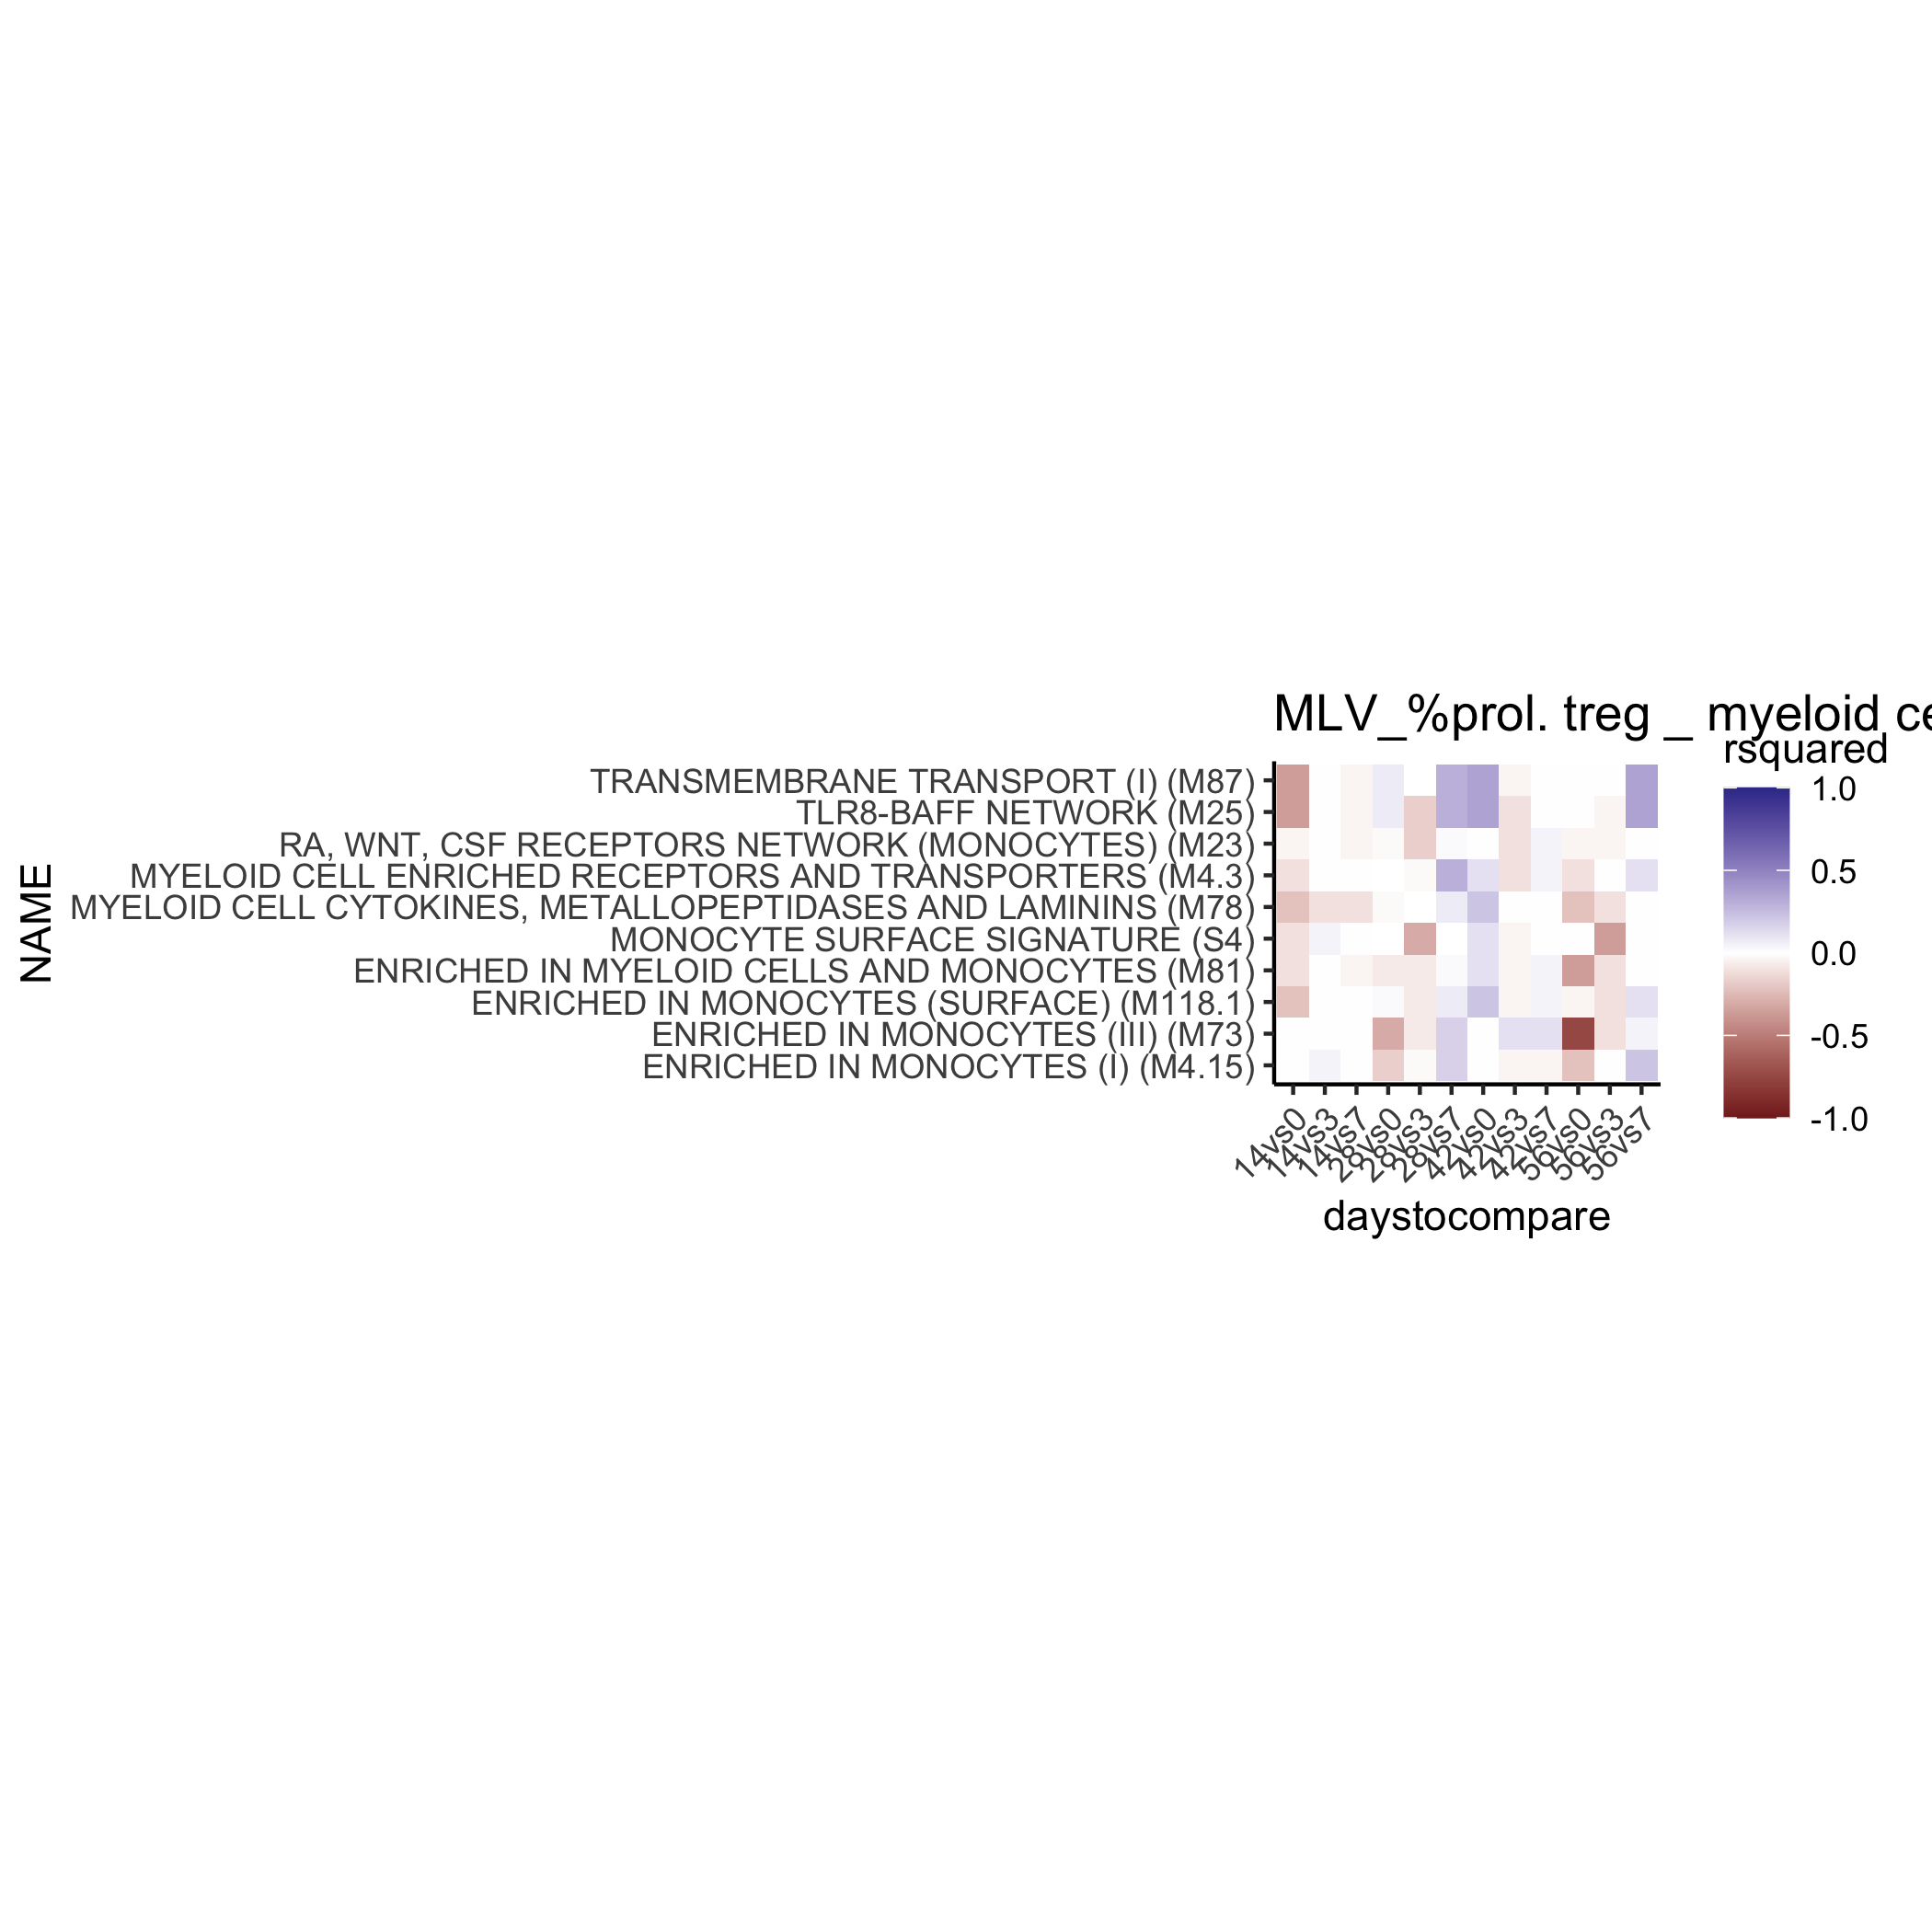 MLV_%prol. treg _ myeloid ce
rsquared
1.0
0.5
0.0
-0.5
-1.0
NAME
TRANSMEMBRANE TRANSPORT (I) (M87)
TLR8-BAFF NETWORK (M25)
RA, WNT, CSF RECEPTORS NETWORK (MONOCYTES) (M23)
MYELOID CELL ENRICHED RECEPTORS AND TRANSPORTERS (M4.3)
MYELOID CELL CYTOKINES, METALLOPEPTIDASES AND LAMININS (M78)
MONOCYTE SURFACE SIGNATURE (S4)
ENRICHED IN MYELOID CELLS AND MONOCYTES (M81)
ENRICHED IN MONOCYTES (SURFACE) (M118.1)
ENRICHED IN MONOCYTES (III) (M73)
ENRICHED IN MONOCYTES (I) (M4.15)
14vs0
14vs3
14vs7
28vs0
28vs3
28vs7
42vs0
42vs3
42vs7
56vs0
56vs3
56vs7
daystocompare